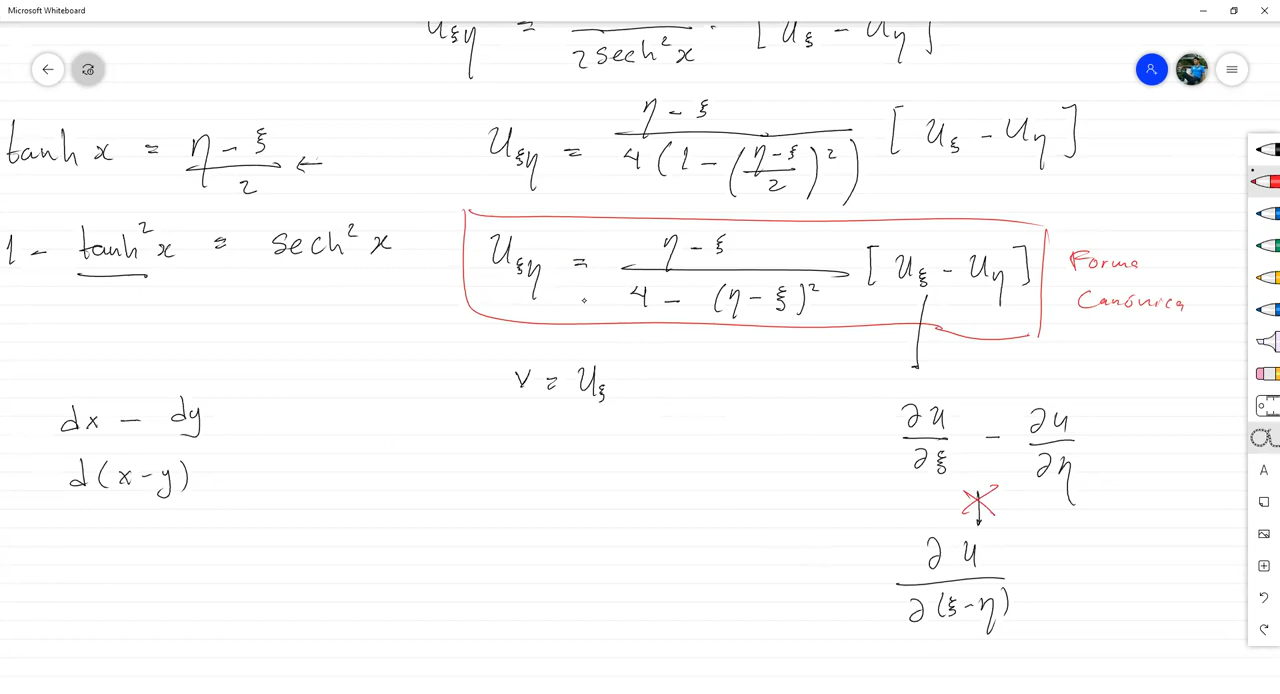 Microsoft Whiteboard
u_ξη = / 2 sech² x · [ u_ξ - u_η ]
tanh x = (η - ξ) / 2 ←
u_ξη = (η - ξ) / 4 ( 1 - ( (η - ξ) / 2 )² ) [ u_ξ - u_η ]
1 - tanh² x = sech² x
u_ξη = (η - ξ) / 4 - (η - ξ)² [ u_ξ - u_η ]
Forma
Canónica
v = u_ξ
dx - dy
d(x - y)
∂u / ∂ξ - ∂u / ∂η
∂u / ∂(ξ - η)
A